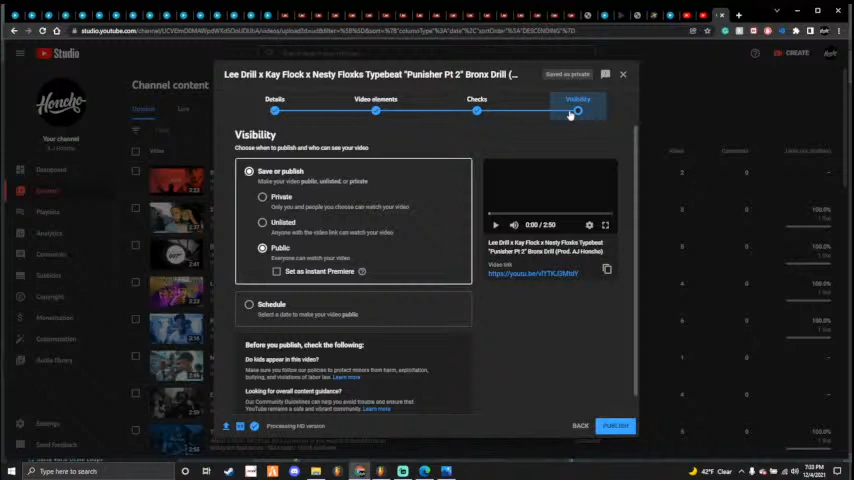 Studio
CREATE
Honcho
Your channel
Dashboard
Playlists
Analytics
Comments
Subtitles
Copyright
Monetization
Customization
Audio library
Settings
Send Feedback
Channel content
Live
Video
Views
Comments
Lee Drill x Kay Flock x Nesty Floxks Typebeat "Punisher Pt 2" Bronx Drill (...
Saved as private
Details
Video elements
Checks
Visibility
Visibility
Choose when to publish and who can see your video
Save or publish
Make your video public, unlisted, or private
Private
Only you and people you choose can watch your video
Unlisted
Anyone with the video link can watch your video
Public
Everyone can watch your video
Set as instant Premiere
Schedule
Select a date to make your video public
Before you publish, check the following:
Do kids appear in this video?
Make sure you follow our policies to protect minors from harm, exploitation,
bullying, and violations of labor law. Learn more
Looking for overall content guidance?
Our Community Guidelines can help you avoid trouble and ensure that
YouTube remains a safe and vibrant community. Learn more
0:00 / 2:50
Lee Drill x Kay Flock x Nesty Floxks Typebeat
"Punisher Pt 2" Bronx Drill (Prod. AJ Honcho)
Video link
Processing HD version
BACK
PUBLISH
Type here to search
42°F Clear
7:03 PM
12/4/2021